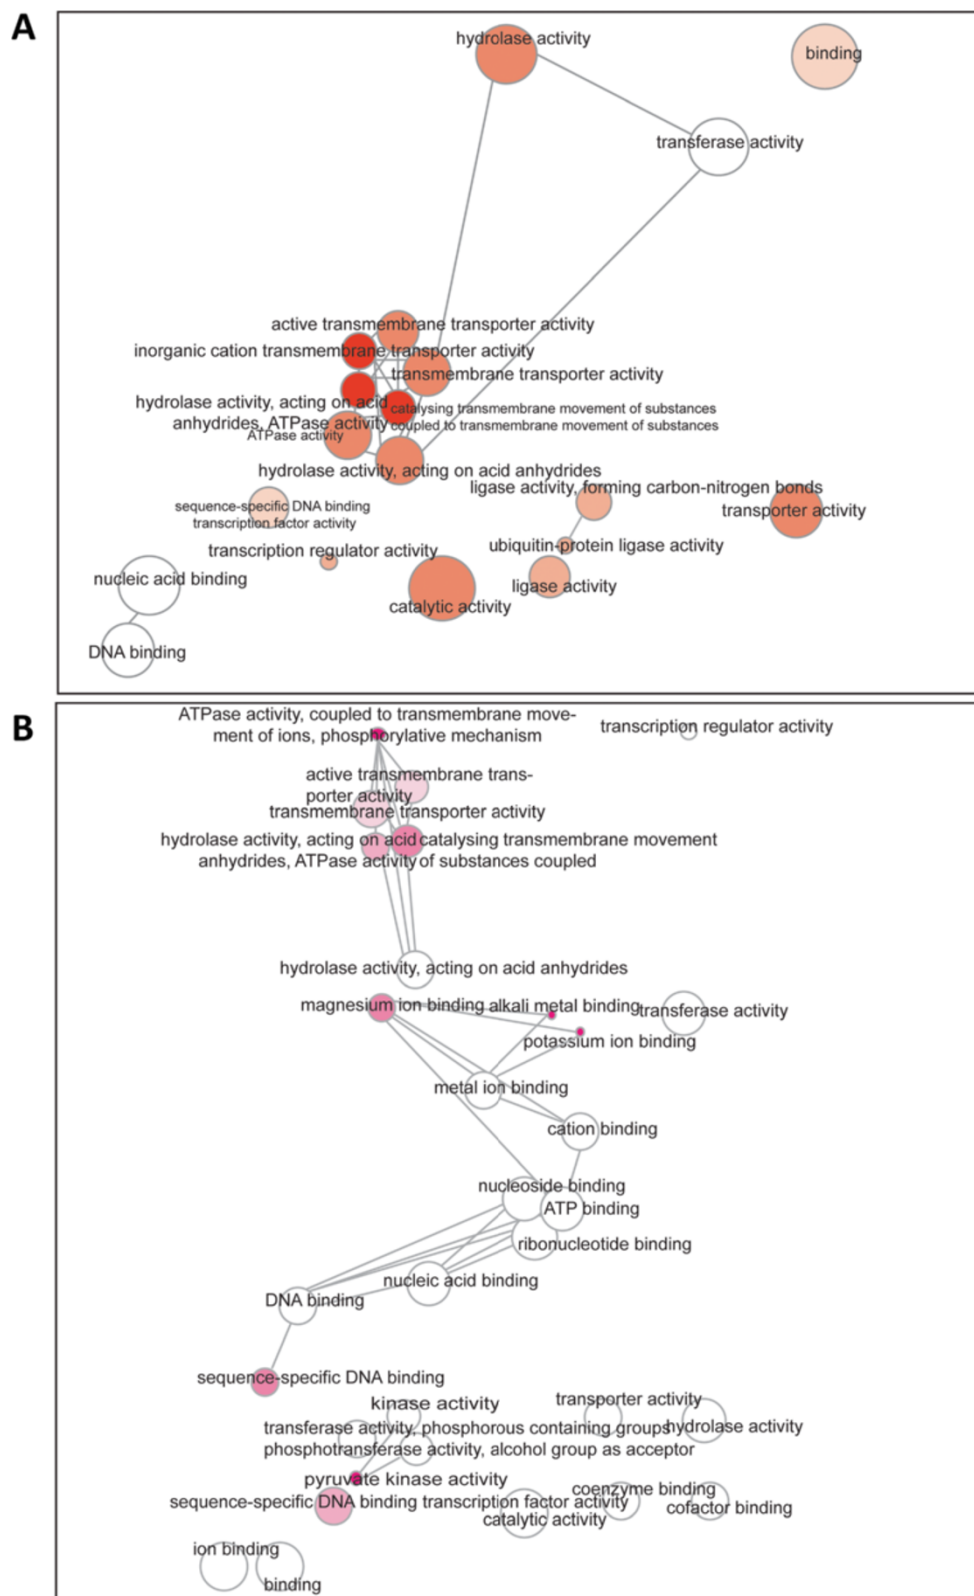 A
hydrolase activity
binding
transferase activity
active transmembrane transporter activity
inorganic cation transmembrane transporter activity
transmembrane transporter activity
hydrolase activity, acting on acid
anhydrides, ATPase activity
catalysing transmembrane movement of substances
coupled to transmembrane movement of substances
ATPase activity
hydrolase activity, acting on acid anhydrides
ligase activity, forming carbon-nitrogen bonds
sequence-specific DNA binding
transcription factor activity
transporter activity
ubiquitin-protein ligase activity
transcription regulator activity
nucleic acid binding
ligase activity
catalytic activity
DNA binding
B
ATPase activity, coupled to transmembrane move-
ment of ions, phosphorylative mechanism
transcription regulator activity
active transmembrane trans-
porter activity
transmembrane transporter activity
hydrolase activity, acting on acid
anhydrides, ATPase activity
catalysing transmembrane movement
of substances coupled
hydrolase activity, acting on acid anhydrides
magnesium ion binding
alkali metal binding
transferase activity
potassium ion binding
metal ion binding
cation binding
nucleoside binding
ATP binding
ribonucleotide binding
nucleic acid binding
DNA binding
sequence-specific DNA binding
kinase activity
transporter activity
transferase activity, phosphorous containing groups
hydrolase activity
phosphotransferase activity, alcohol group as acceptor
pyruvate kinase activity
coenzyme binding
sequence-specific DNA binding transcription factor activity
cofactor binding
catalytic activity
ion binding
binding